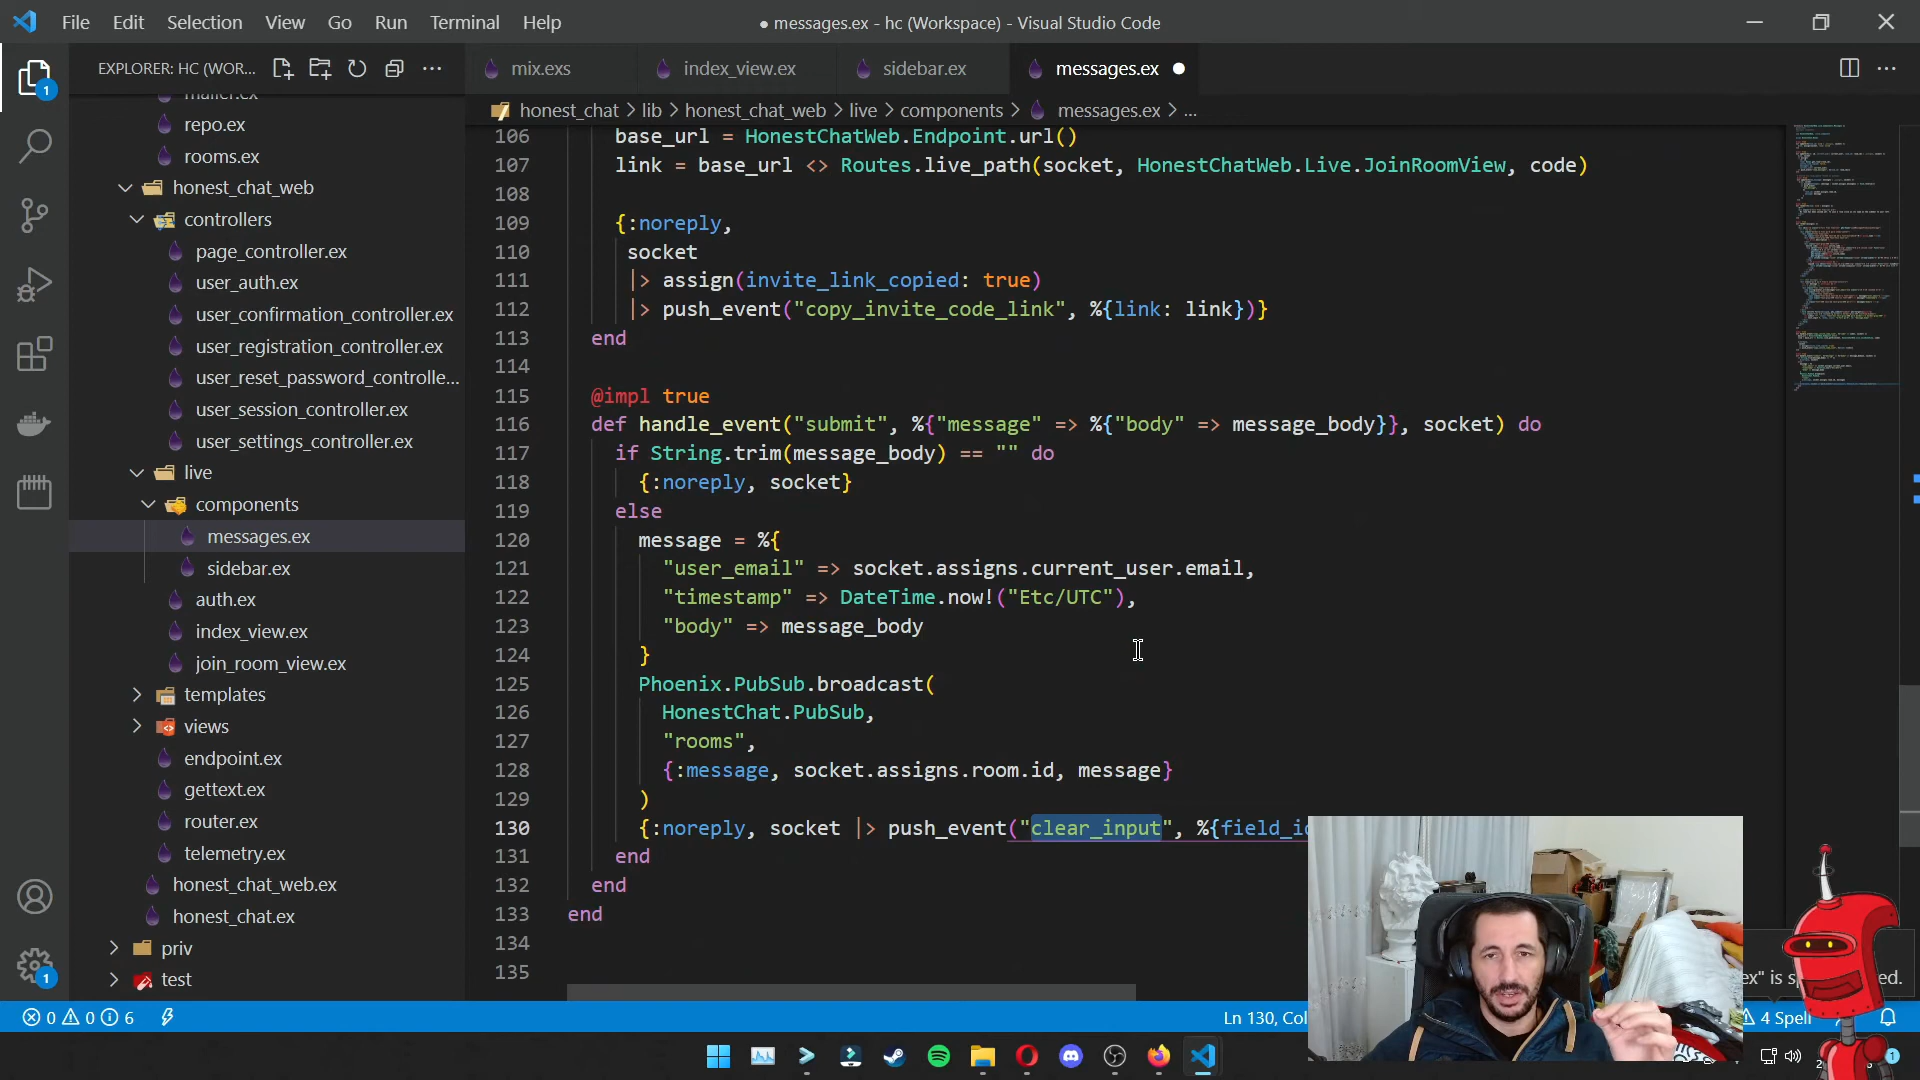 File Edit Selection View Go Run Terminal Help
● messages.ex - hc (Workspace) - Visual Studio Code
EXPLORER: HC (WOR...
mix.exs
index_view.ex
sidebar.ex
messages.ex
honest_chat > lib > honest_chat_web > live > components > messages.ex > ...
1
mailer.ex
repo.ex
rooms.ex
honest_chat_web
controllers
page_controller.ex
user_auth.ex
user_confirmation_controller.ex
user_registration_controller.ex
user_reset_password_controlle...
user_session_controller.ex
user_settings_controller.ex
live
components
messages.ex
sidebar.ex
auth.ex
index_view.ex
join_room_view.ex
templates
views
endpoint.ex
gettext.ex
router.ex
telemetry.ex
honest_chat_web.ex
honest_chat.ex
priv
test
1
106 base_url = HonestChatWeb.Endpoint.url()
107 link = base_url <> Routes.live_path(socket, HonestChatWeb.Live.JoinRoomView, code)
108
109 {:noreply,
110 socket
111 |> assign(invite_link_copied: true)
112 |> push_event("copy_invite_code_link", %{link: link})}
113 end
114
115 @impl true
116 def handle_event("submit", %{"message" => %{"body" => message_body}}, socket) do
117 if String.trim(message_body) == "" do
118 {:noreply, socket}
119 else
120 message = %{
121 "user_email" => socket.assigns.current_user.email,
122 "timestamp" => DateTime.now!("Etc/UTC"),
123 "body" => message_body
124 }
125 Phoenix.PubSub.broadcast(
126 HonestChat.PubSub,
127 "rooms",
128 {:message, socket.assigns.room.id, message}
129 )
130 {:noreply, socket |> push_event("clear_input", %{field_i
131 end
132 end
133 end
134
135
0 0 6
Ln 130, Col
4 Spell
1